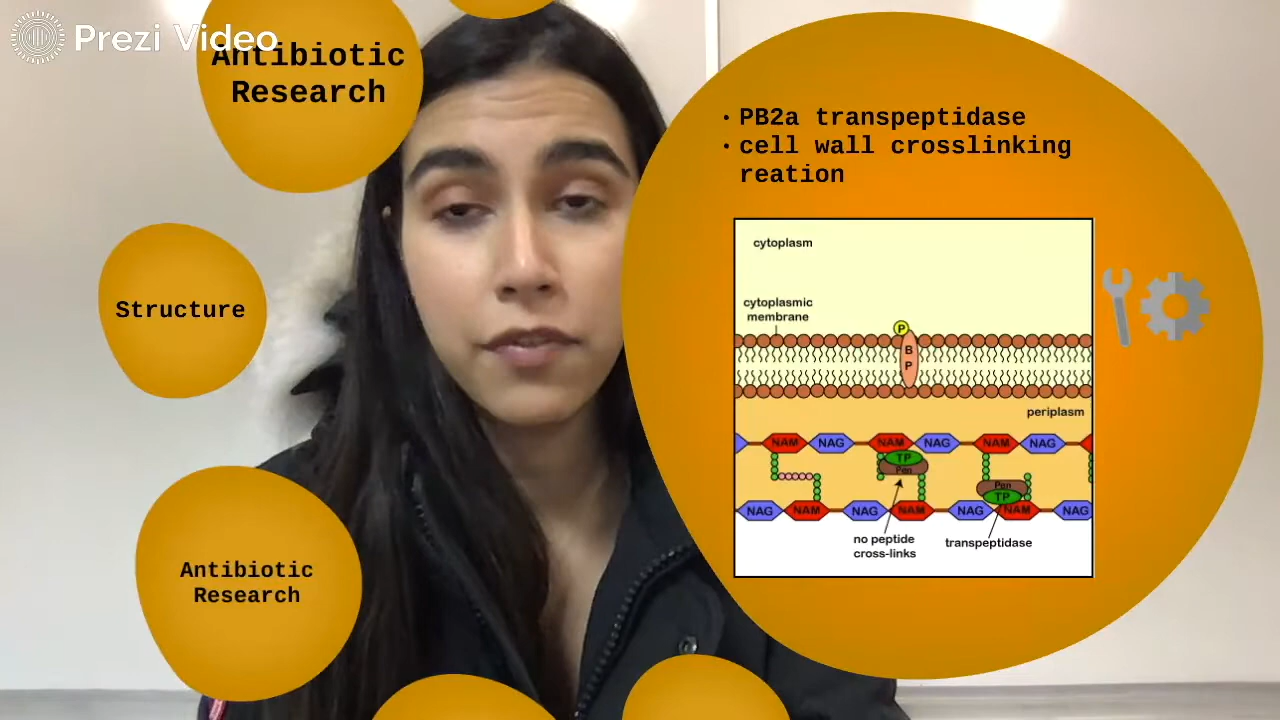 Prezi Video
Antibiotic
Research
• PB2a transpeptidase
• cell wall crosslinking
reation
Structure
cytoplasm
cytoplasmic
membrane
P
B
P
periplasm
NAM NAG NAM NAG NAM NAG
TP
Pen
Pen
TP
NAG NAM NAG NAM NAG NAM NAG
no peptide
cross-links
transpeptidase
Antibiotic
Research